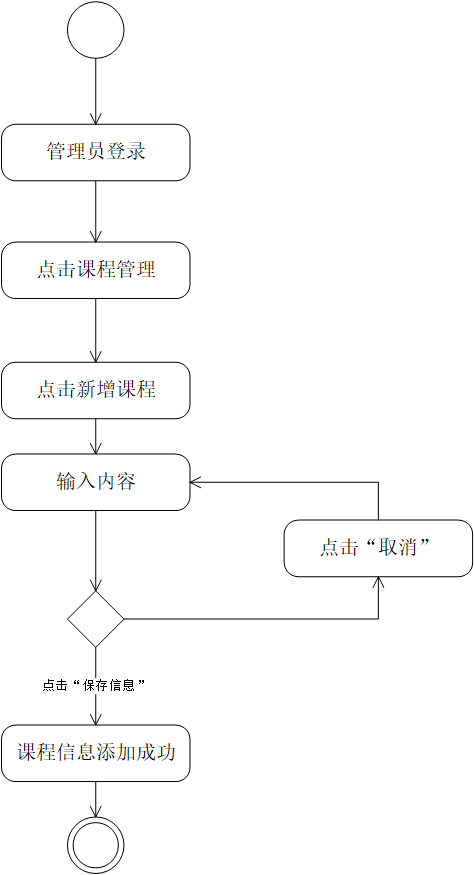 管理员登录
点击课程管理
点击新增课程
输入内容
点击“取消”
点击“保存信息”
课程信息添加成功